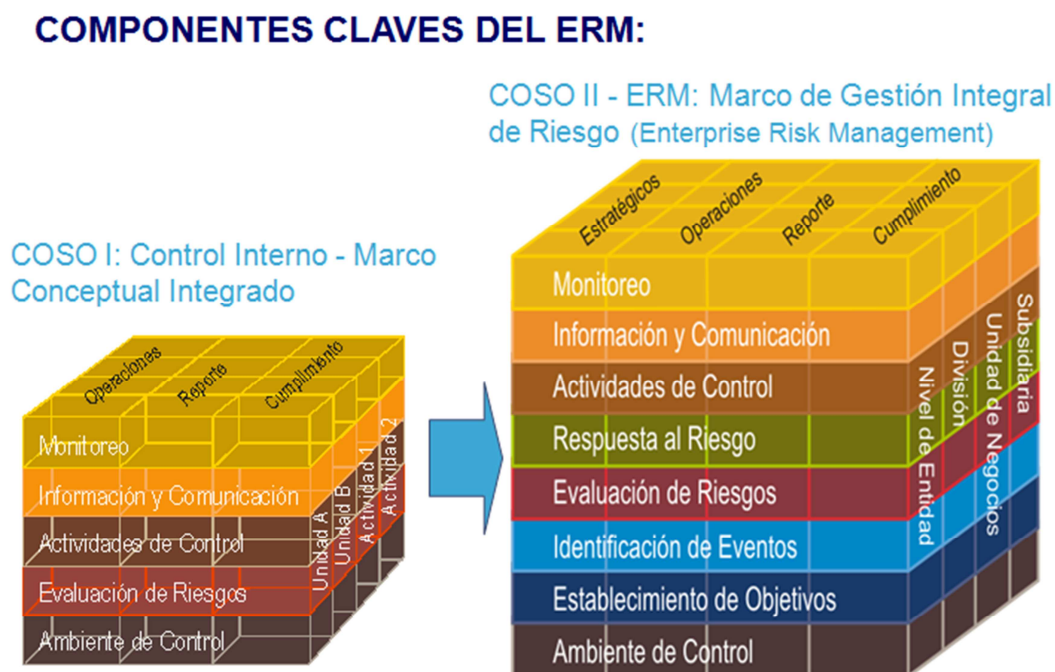 COMPONENTES CLAVES DEL ERM:
COSO II - ERM: Marco de Gestión Integral
de Riesgo (Enterprise Risk Management)
COSO I: Control Interno - Marco
Conceptual Integrado
Operaciones
Reporte
Cumplimiento
Monitoreo
Información y Comunicación
Actividades de Control
Evaluación de Riesgos
Ambiente de Control
Unidad A
Unidad B
Actividad 1
Actividad 2
Estratégicos
Operaciones
Reporte
Cumplimiento
Monitoreo
Información y Comunicación
Actividades de Control
Respuesta al Riesgo
Evaluación de Riesgos
Identificación de Eventos
Establecimiento de Objetivos
Ambiente de Control
Nivel de Entidad
División
Unidad de Negocios
Subsidiaria